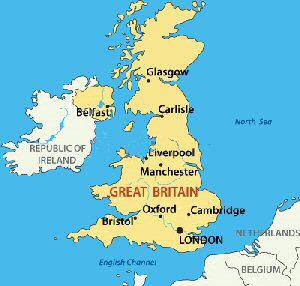 Glasgow
North Sea
Belfast
Carlisle
REPUBLIC OF
IRELAND
Liverpool
Manchester
GREAT BRITAIN
Oxford
Cambridge
Bristol
LONDON
NETHERLANDS
English Channel
BELGIUM